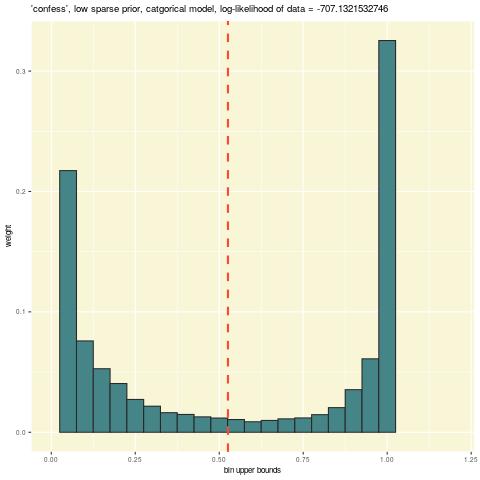 'confess', low sparse prior, catgorical model, log-likelihood of data = -707.1321532746
0.3
0.2
0.1
0.0
weight
0.00 0.25 0.50 0.75 1.00 1.25
bin upper bounds